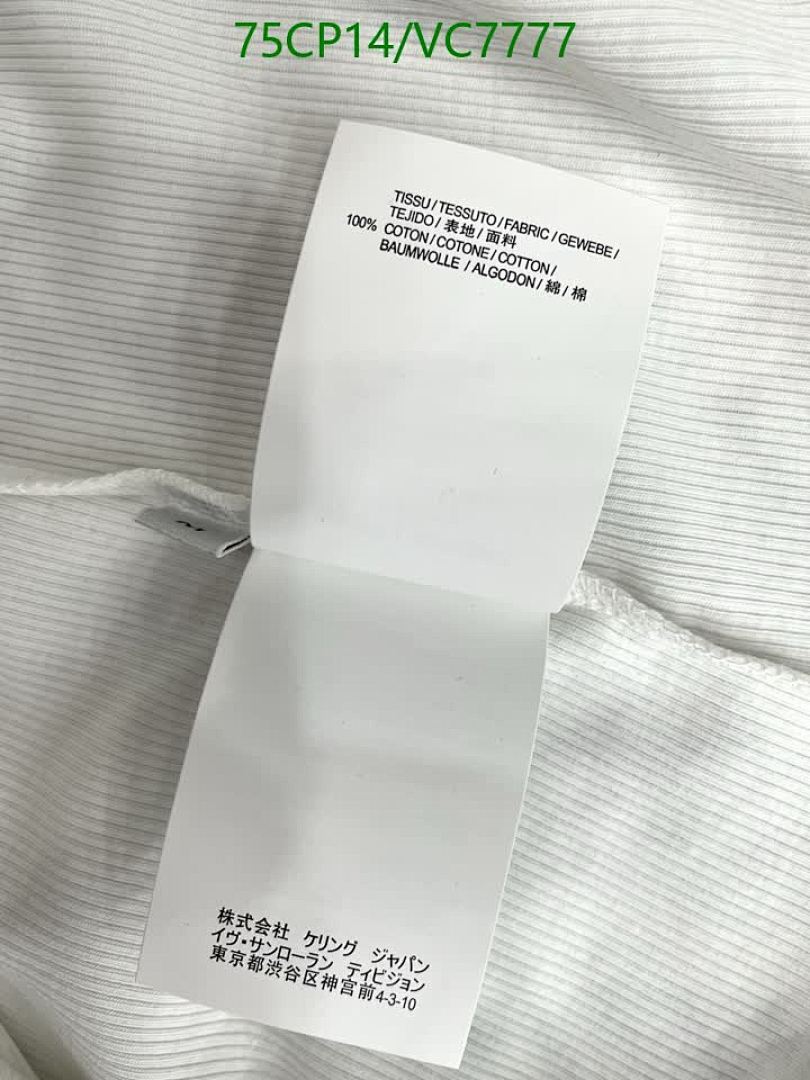 75CP14/VC7777
TISSU / TESSUTO / FABRIC / GEWEBE /
TEJIDO / 表地 / 面料
100% COTON / COTONE / COTTON /
BAUMWOLLE / ALGODON / 綿 / 棉
株式会社 ケリング ジャパン
イヴ・サンローラン ティビジョン
東京都渋谷区神宮前4-3-10